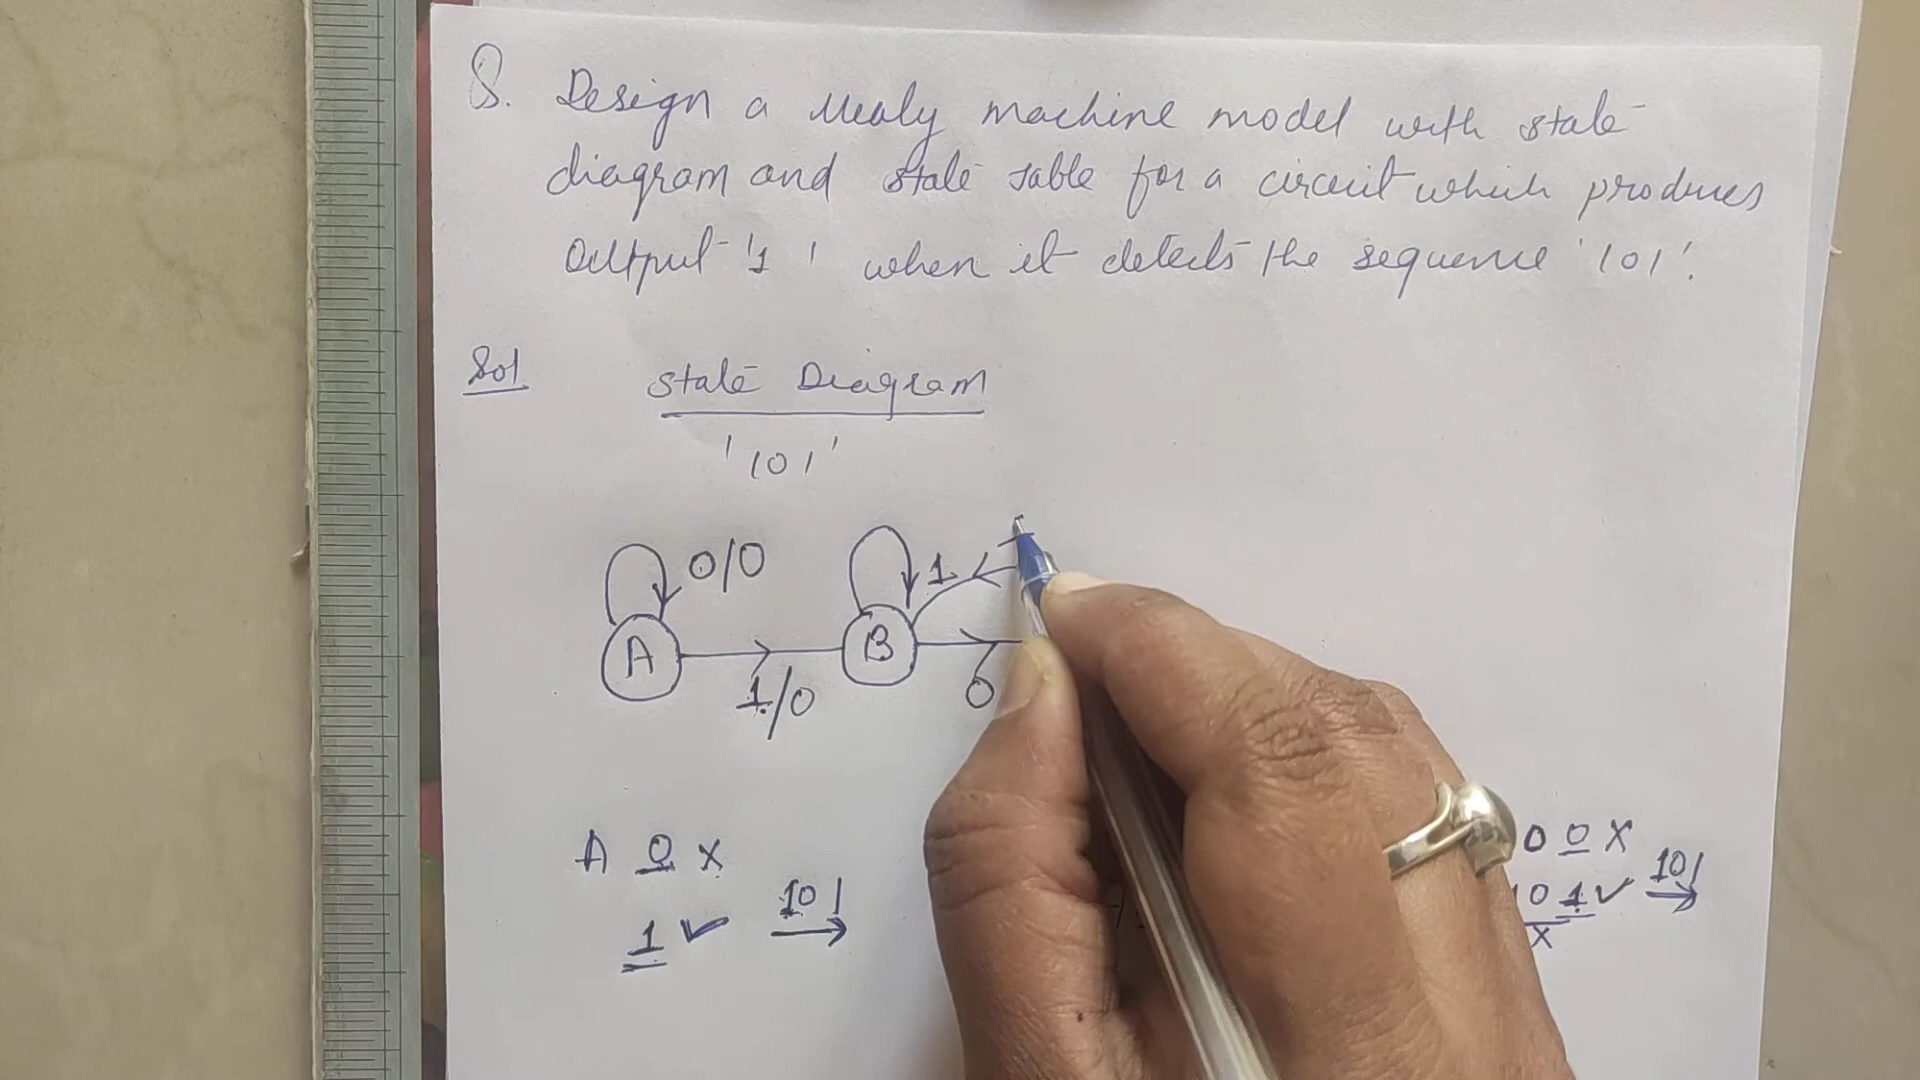 Q. Design a Mealy machine model with state
diagram and state table for a circuit which produces
Output '1' when it detects the sequence '101'.
Sol State Diagram
'101'
0/0 1
A B
1/0 0
A 0 x 0 0 x
1 ✓ 101 → 10 1 ✓ 101 →
x